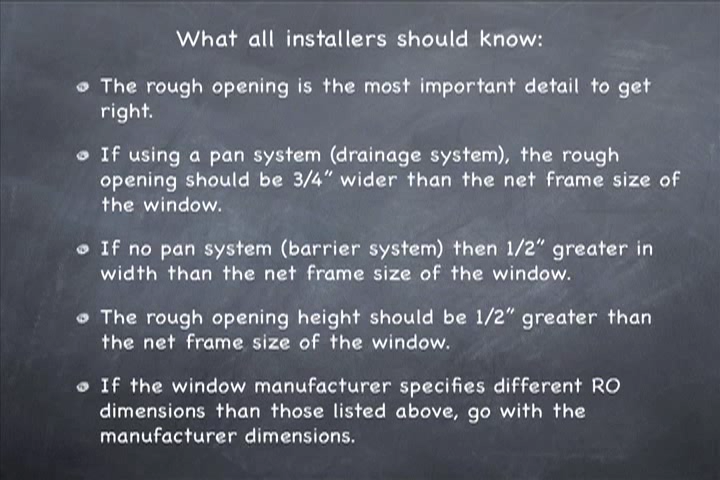 What all installers should know:
The rough opening is the most important detail to get
right.
If using a pan system (drainage system), the rough
opening should be 3/4" wider than the net frame size of
the window.
If no pan system (barrier system) then 1/2" greater in
width than the net frame size of the window.
The rough opening height should be 1/2" greater than
the net frame size of the window.
If the window manufacturer specifies different RO
dimensions than those listed above, go with the
manufacturer dimensions.